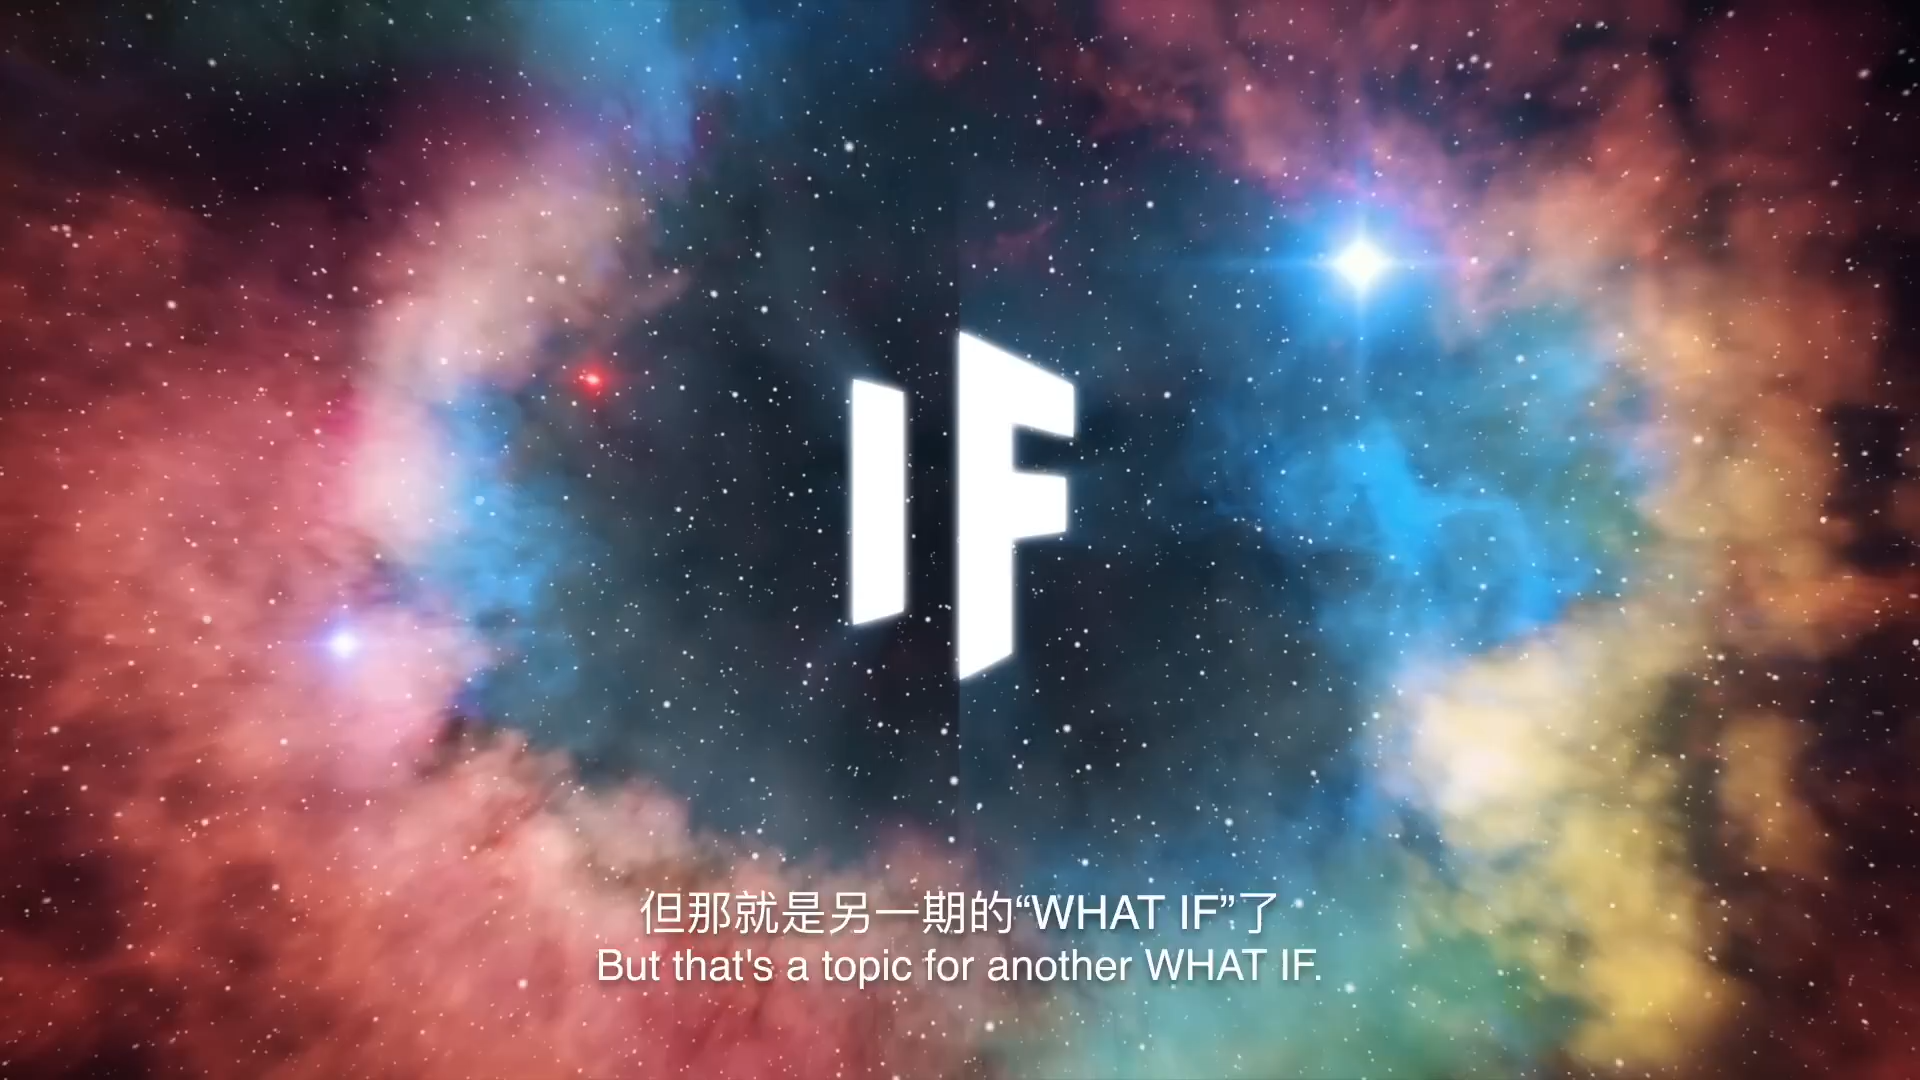 IF
但那就是另一期的“WHAT IF”了
But that's a topic for another WHAT IF.